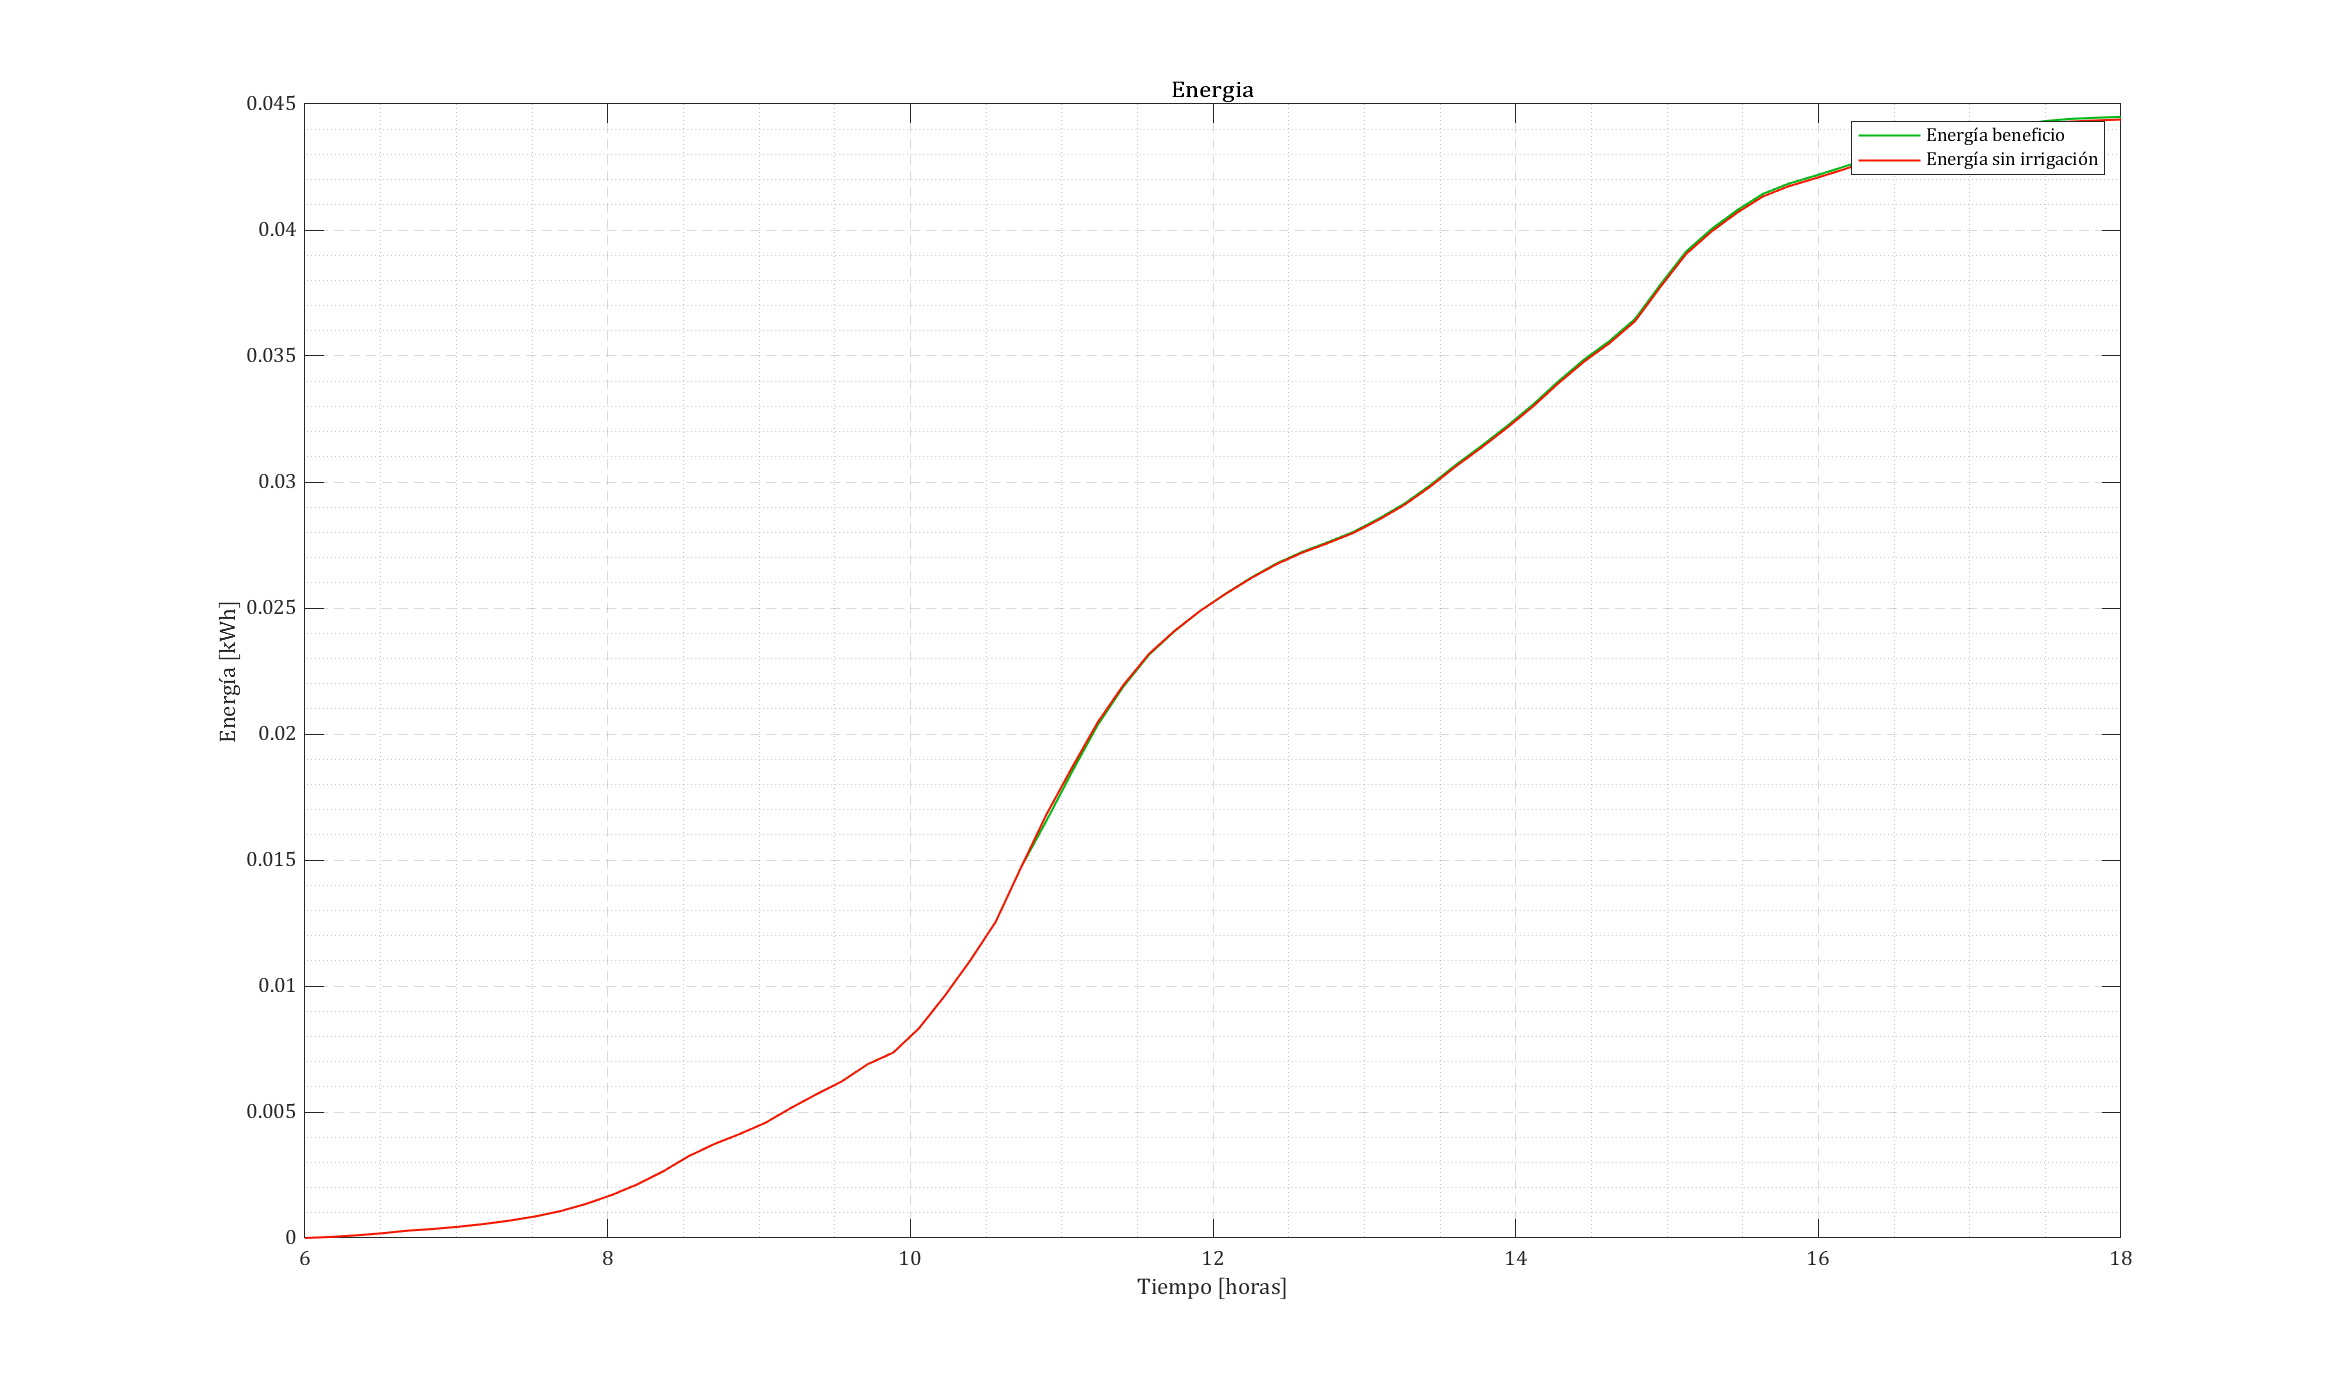 Energia
0.045
0.04
0.035
0.03
0.025
0.02
0.015
0.01
0.005
0
Energía [kWh]
Energía beneficio
Energía sin irrigación
6 8 10 12 14 16 18
Tiempo [horas]